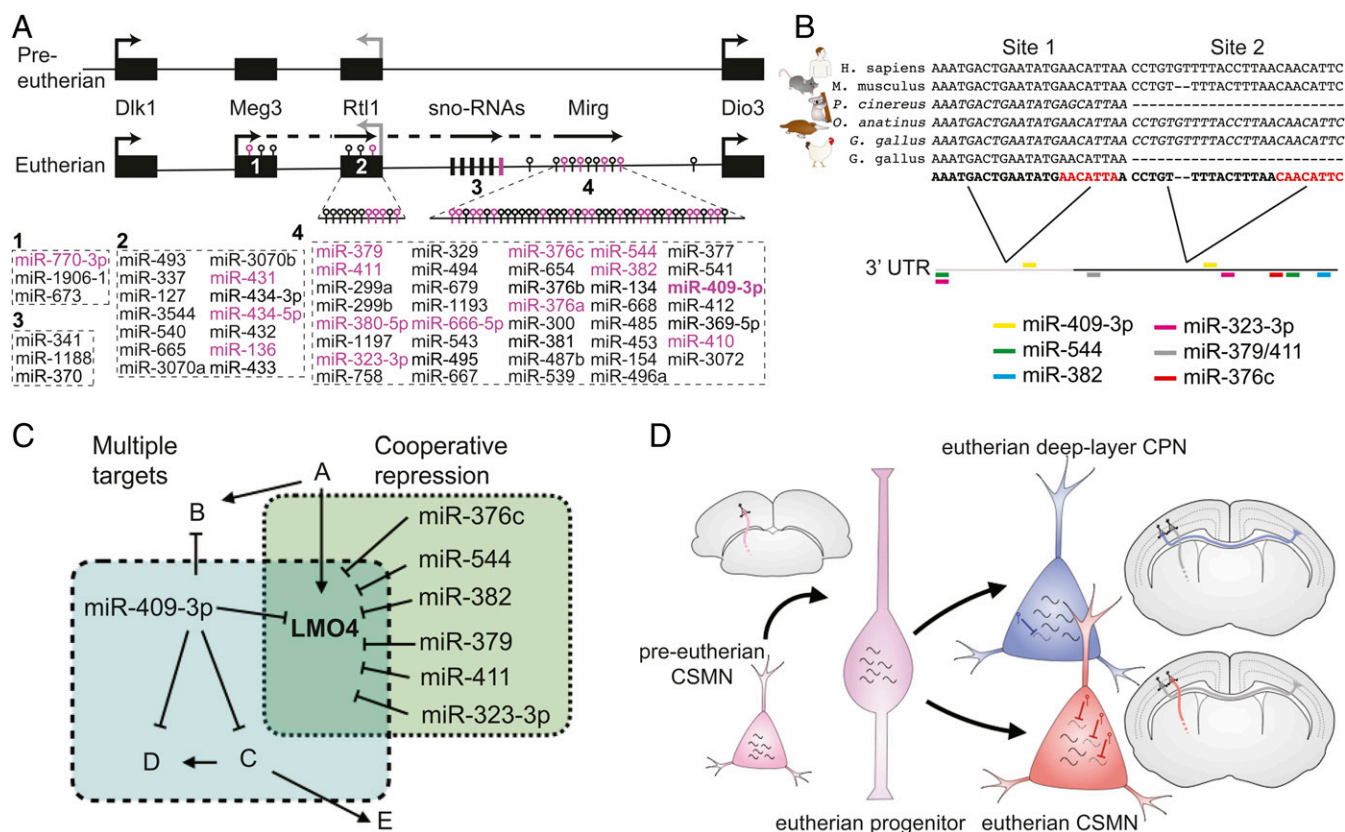 A
Pre-
eutherian
Dlk1 Meg3 Rtl1 sno-RNAs Mirg Dio3
Eutherian
1 2 3 4
1
miR-770-3p
miR-1906-1
miR-673
3
miR-341
miR-1188
miR-370
2
miR-493 miR-3070b
miR-337 miR-431
miR-127 miR-434-3p
miR-3544 miR-434-5p
miR-540 miR-432
miR-665 miR-136
miR-3070a miR-433
4
miR-379 miR-329 miR-376c miR-544 miR-377
miR-411 miR-494 miR-654 miR-382 miR-541
miR-299a miR-679 miR-376b miR-134 miR-409-3p
miR-299b miR-1193 miR-376a miR-668 miR-412
miR-380-5p miR-666-5p miR-300 miR-485 miR-369-5p
miR-1197 miR-543 miR-381 miR-453 miR-410
miR-323-3p miR-495 miR-487b miR-154 miR-3072
miR-758 miR-667 miR-539 miR-496a
B
Site 1 Site 2
H. sapiens AAATGACTGAATATGAACATTAA CCTGTGTTTTACCTTAACAACATTC
M. musculus AAATGACTGAATATGAACATTAA CCTGT--TTTACTTTAACAACATTC
P. cinereus AAATGACTGAATATGAGCATTAA -------------------------
O. anatinus AAATGACTGAATATGAACATTAA CCTGTGTTTTACCTTAACAACATTC
G. gallus AAATGACTGAATATGAACATTAA CCTGTGTTTTACCTTAACAACATTC
G. gallus AAATGACTGAATATGAACATTAA -------------------------
AAATGACTGAATATGAACATTAA CCTGT--TTTACTTTAACAACATTC
3' UTR
miR-409-3p miR-323-3p
miR-544 miR-379/411
miR-382 miR-376c
C
Multiple
targets
Cooperative
repression
A
B
miR-376c
miR-544
miR-382
miR-409-3p
LMO4
miR-379
miR-411
miR-323-3p
D C
E
D
eutherian deep-layer CPN
pre-eutherian
CSMN
eutherian progenitor eutherian CSMN